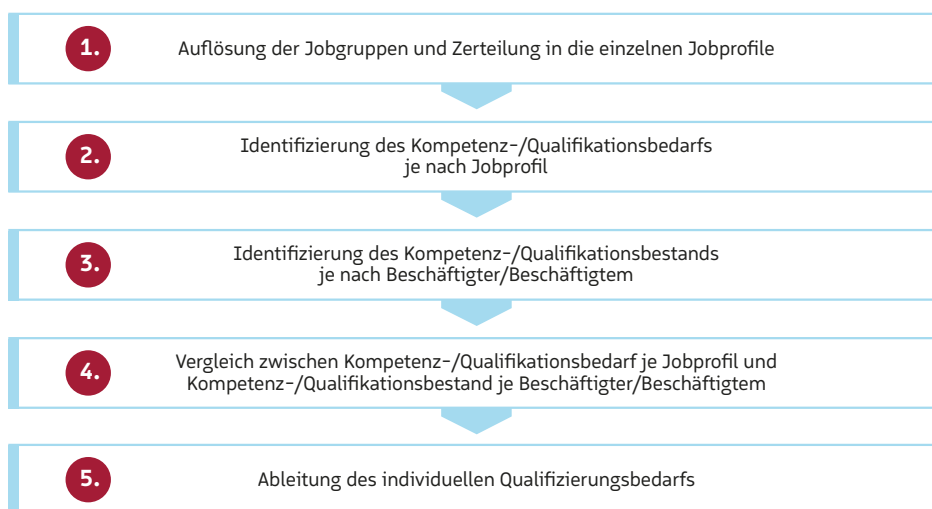 1.
Auflösung der Jobgruppen und Zerteilung in die einzelnen Jobprofile
2.
Identifizierung des Kompetenz-/Qualifikationsbedarfs
je nach Jobprofil
3.
Identifizierung des Kompetenz-/Qualifikationsbestands
je nach Beschäftigter/Beschäftigtem
4.
Vergleich zwischen Kompetenz-/Qualifikationsbedarf je Jobprofil und
Kompetenz-/Qualifikationsbestand je Beschäftigter/Beschäftigtem
5.
Ableitung des individuellen Qualifizierungsbedarfs